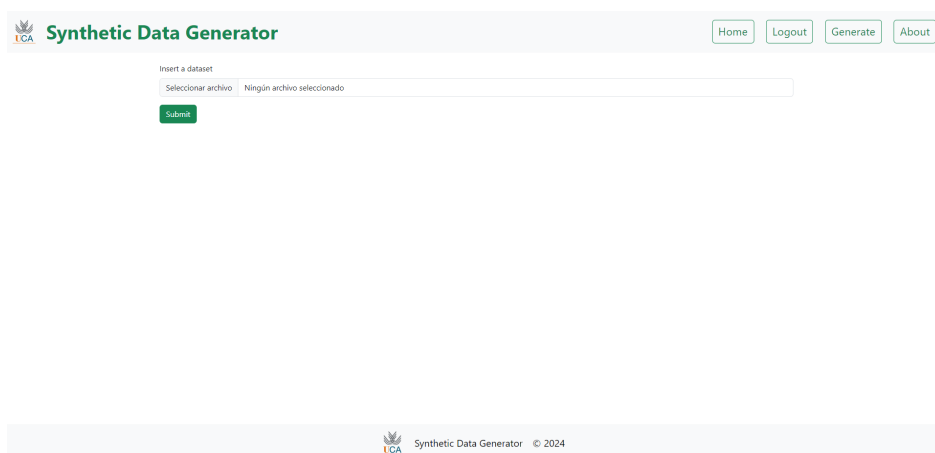 UCA Synthetic Data Generator Home Logout Generate About
Insert a dataset
Seleccionar archivo Ningún archivo seleccionado
Submit
UCA Synthetic Data Generator © 2024